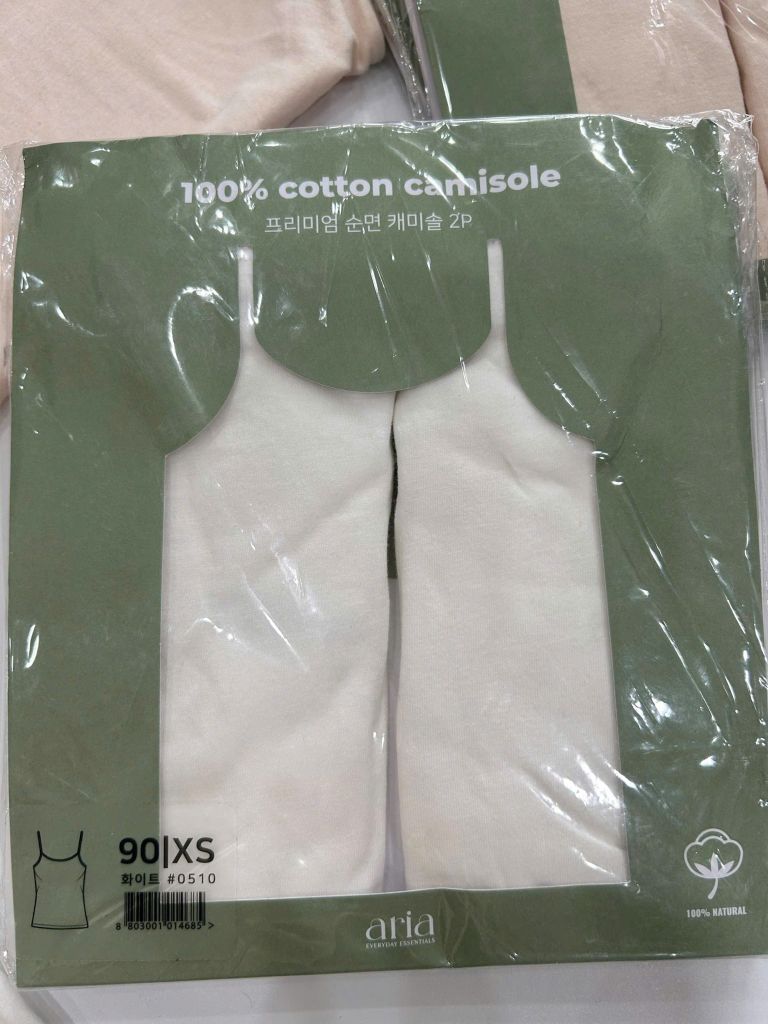 100% cotton camisole
프리미엄 순면 캐미솔 2P
90|XS
화이트 #0510
8 803001 014685 >
aria
EVERYDAY ESSENTIALS
100% NATURAL